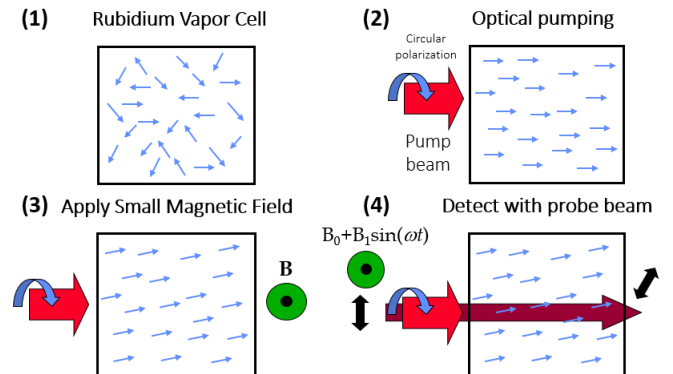 (1) Rubidium Vapor Cell
(2) Optical pumping
Circular
polarization
Pump
beam
(3) Apply Small Magnetic Field
B
(4) Detect with probe beam
B₀+B₁sin(ωt)